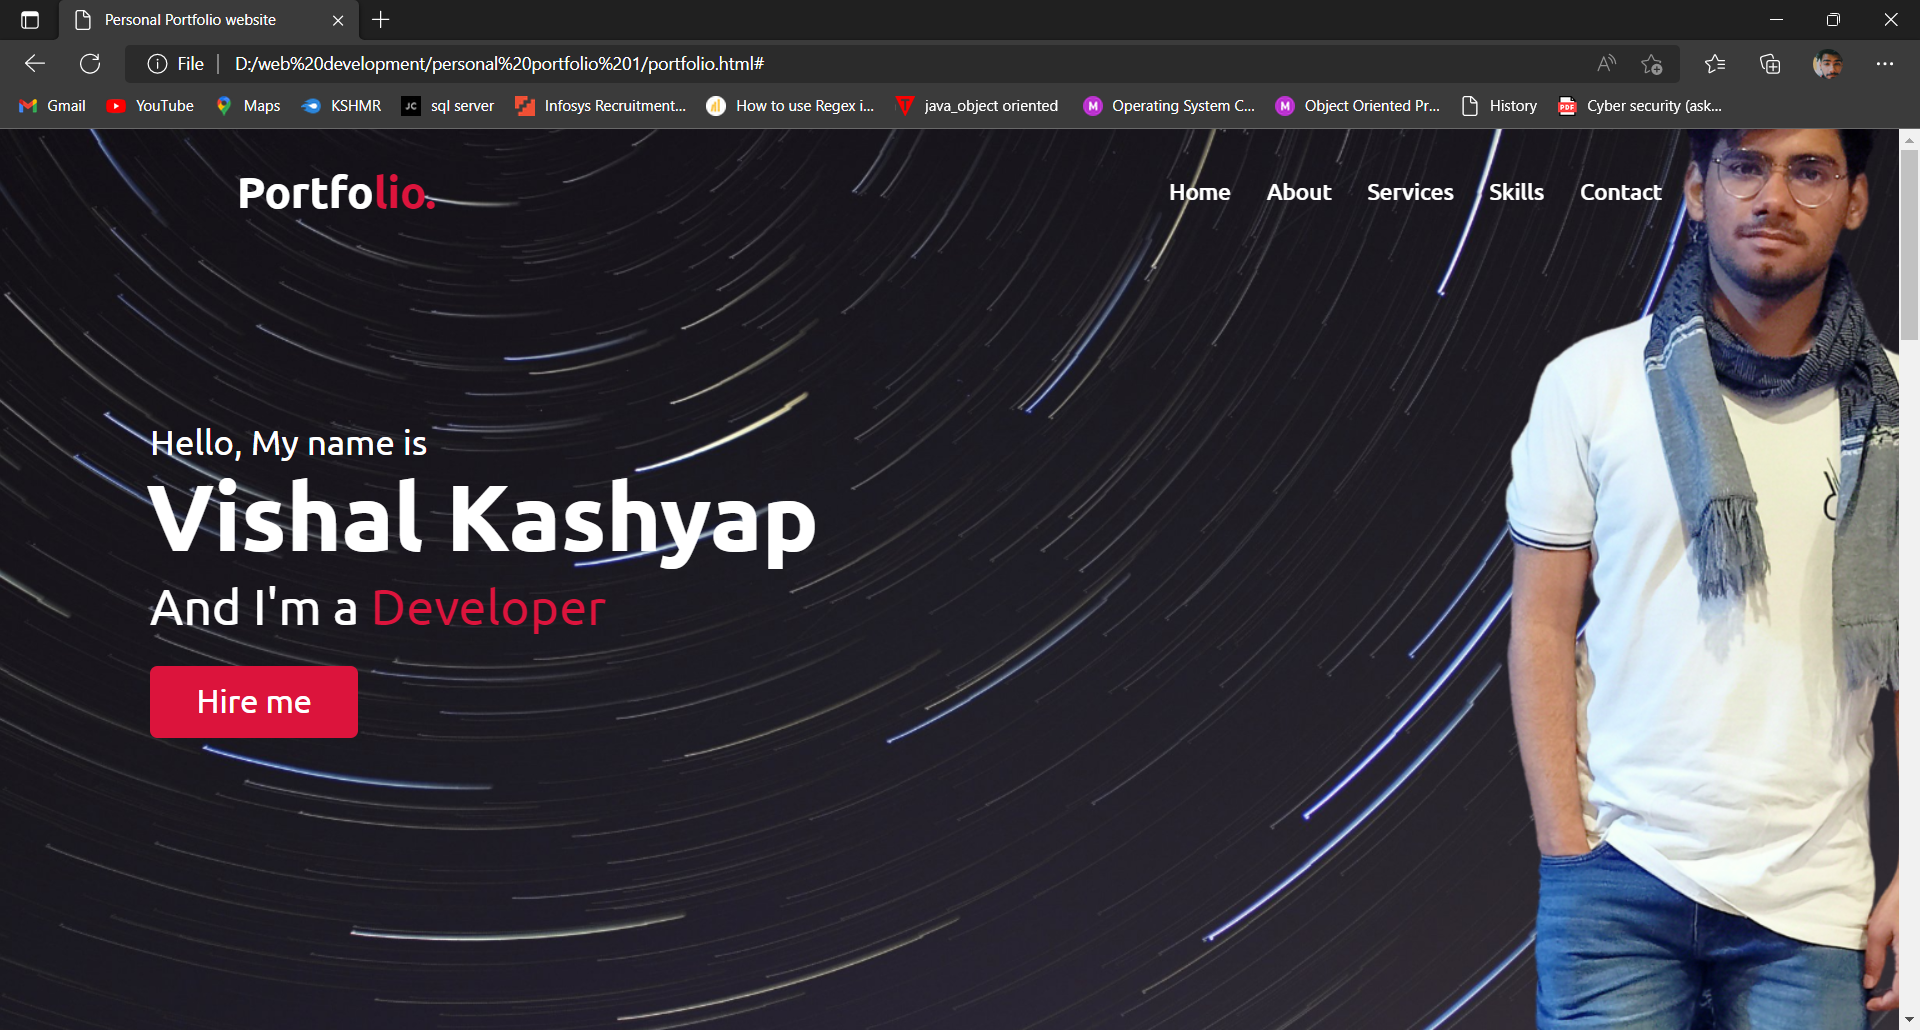 Personal Portfolio website
File D:/web%20development/personal%20portfolio%201/portfolio.html#
Gmail YouTube Maps KSHMR JC sql server Infosys Recruitment... How to use Regex i... T java_object oriented M Operating System C... M Object Oriented Pr... History PDF Cyber security (ask...
Portfolio. Home About Services Skills Contact
Hello, My name is
Vishal Kashyap
And I'm a Developer
Hire me